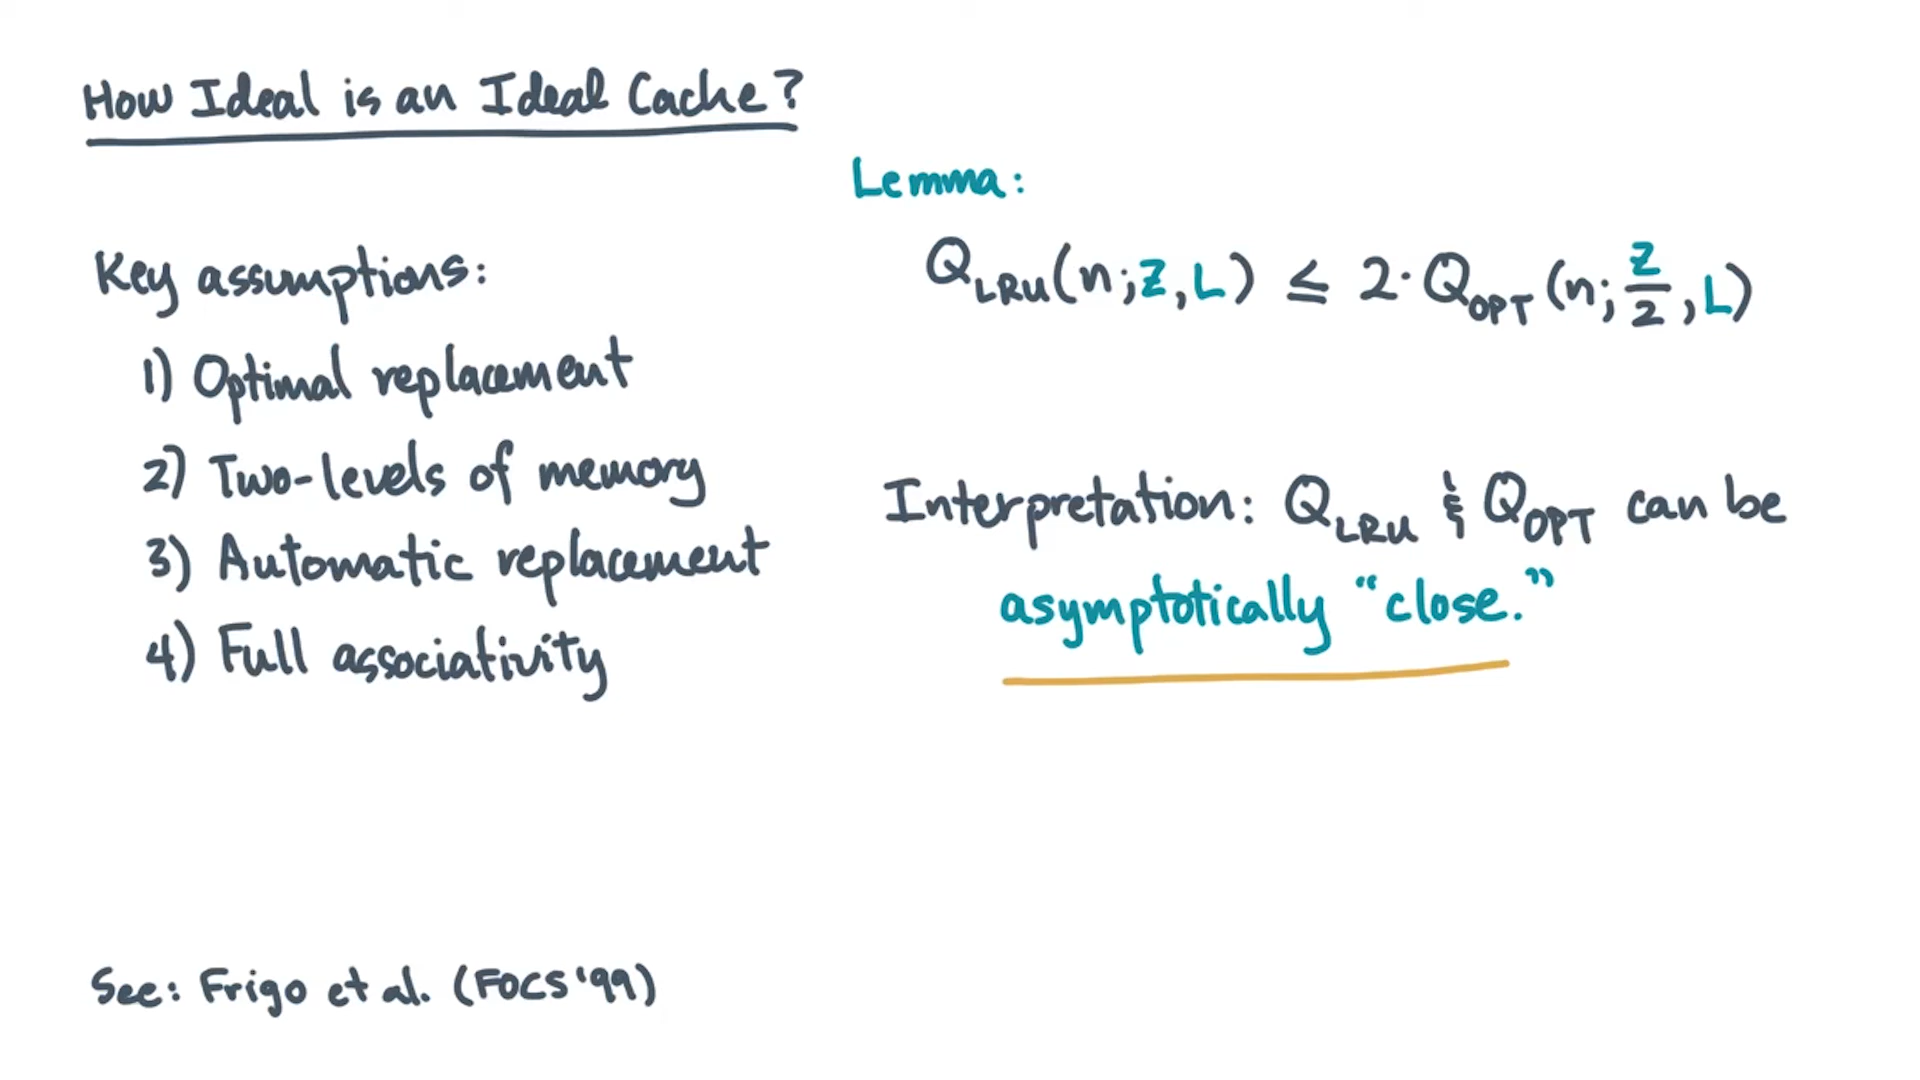 How Ideal is an Ideal Cache?
Key assumptions:
1) Optimal replacement
2) Two-levels of memory
3) Automatic replacement
4) Full associativity
Lemma:
Q_LRU(n; Z, L) ≤ 2 · Q_OPT(n; Z/2, L)
Interpretation: Q_LRU & Q_OPT can be
asymptotically "close."
See: Frigo et al. (FOCS '99)